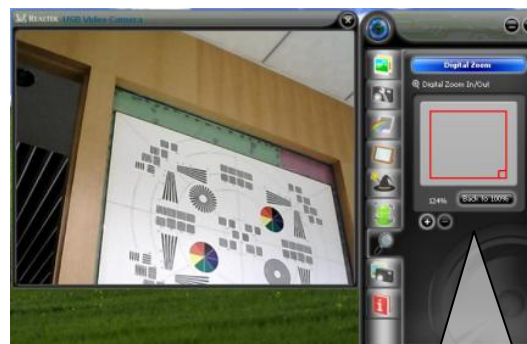 REALTEK USB Video Camera
Digital Zoom
Digital Zoom In/Out
124%
Back To 100%